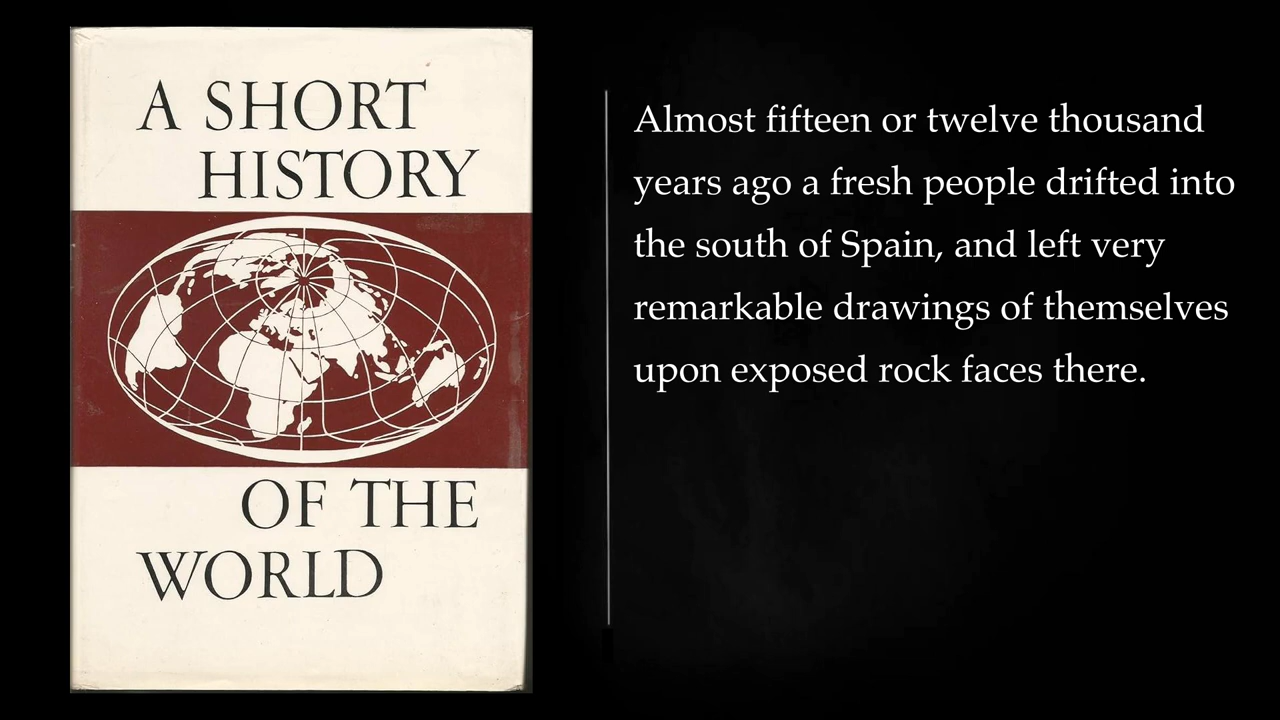 A SHORT
HISTORY
OF THE
WORLD
Almost fifteen or twelve thousand
years ago a fresh people drifted into
the south of Spain, and left very
remarkable drawings of themselves
upon exposed rock faces there.